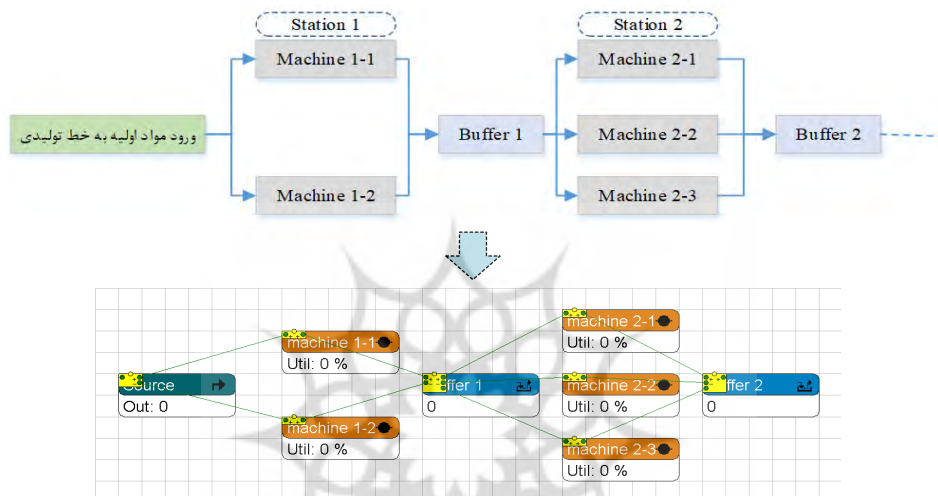 Station 1
Station 2
Machine 1-1
Machine 2-1
ورود مواد اولیه به خط تولیدی
Buffer 1
Machine 2-2
Buffer 2
Machine 1-2
Machine 2-3
machine 2-1
Util: 0 %
machine 1-1
Util: 0 %
Source
Out: 0
ffer 1
0
machine 2-2
Util: 0 %
ffer 2
0
machine 1-2
Util: 0 %
machine 2-3
Util: 0 %